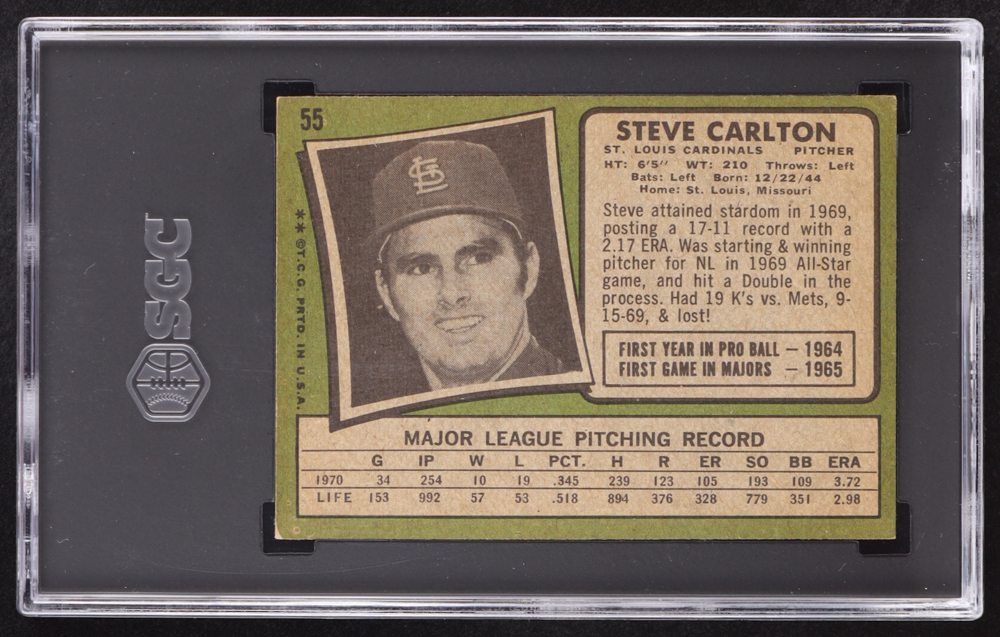 SGC
55
STEVE CARLTON
ST. LOUIS CARDINALS PITCHER
HT: 6'5" WT: 210 Throws: Left
Bats: Left Born: 12/22/44
Home: St. Louis, Missouri
Steve attained stardom in 1969,
posting a 17-11 record with a
2.17 ERA. Was starting & winning
pitcher for NL in 1969 All-Star
game, and hit a Double in the
process. Had 19 K's vs. Mets, 9-
15-69, & lost!
FIRST YEAR IN PRO BALL — 1964
FIRST GAME IN MAJORS — 1965
StL
** ©T.C.G. PRTD. IN U.S.A.
MAJOR LEAGUE PITCHING RECORD
G IP W L PCT. H R ER SO BB ERA
1970 34 254 10 19 .345 239 123 105 193 109 3.72
LIFE 153 992 57 53 .518 894 376 328 779 351 2.98